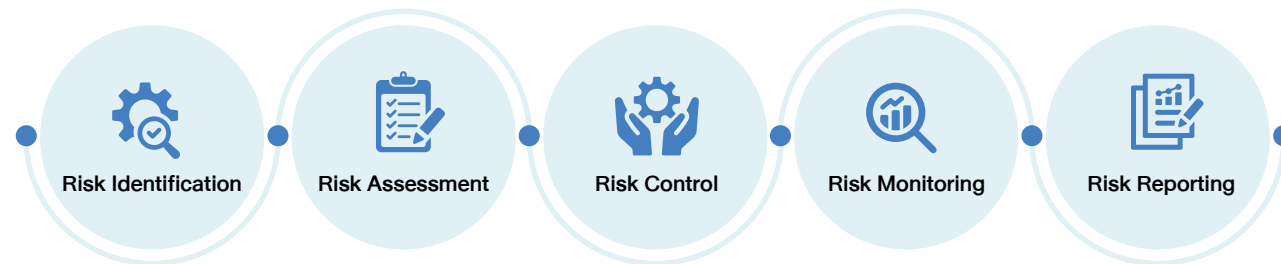 Risk Identification
Risk Assessment
Risk Control
Risk Monitoring
Risk Reporting